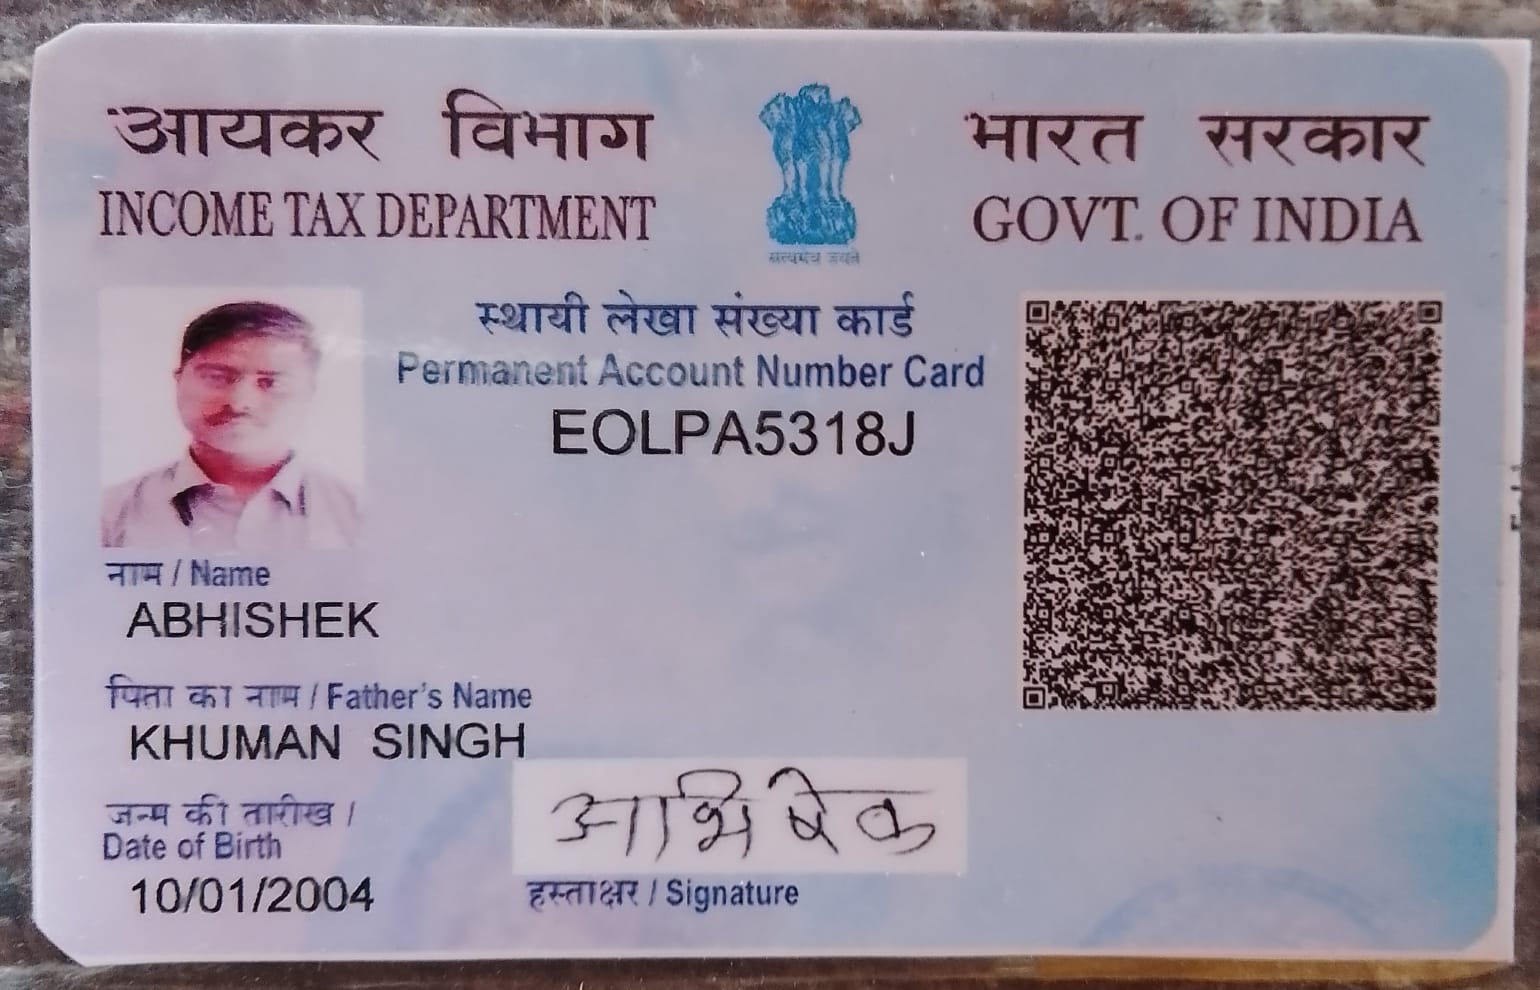 आयकर विभाग
INCOME TAX DEPARTMENT
सत्यमेव जयते
भारत सरकार
GOVT. OF INDIA
स्थायी लेखा संख्या कार्ड
Permanent Account Number Card
EOLPA5318J
नाम / Name
ABHISHEK
पिता का नाम / Father's Name
KHUMAN SINGH
जन्म की तारीख /
Date of Birth
10/01/2004
आभिषेक
हस्ताक्षर / Signature